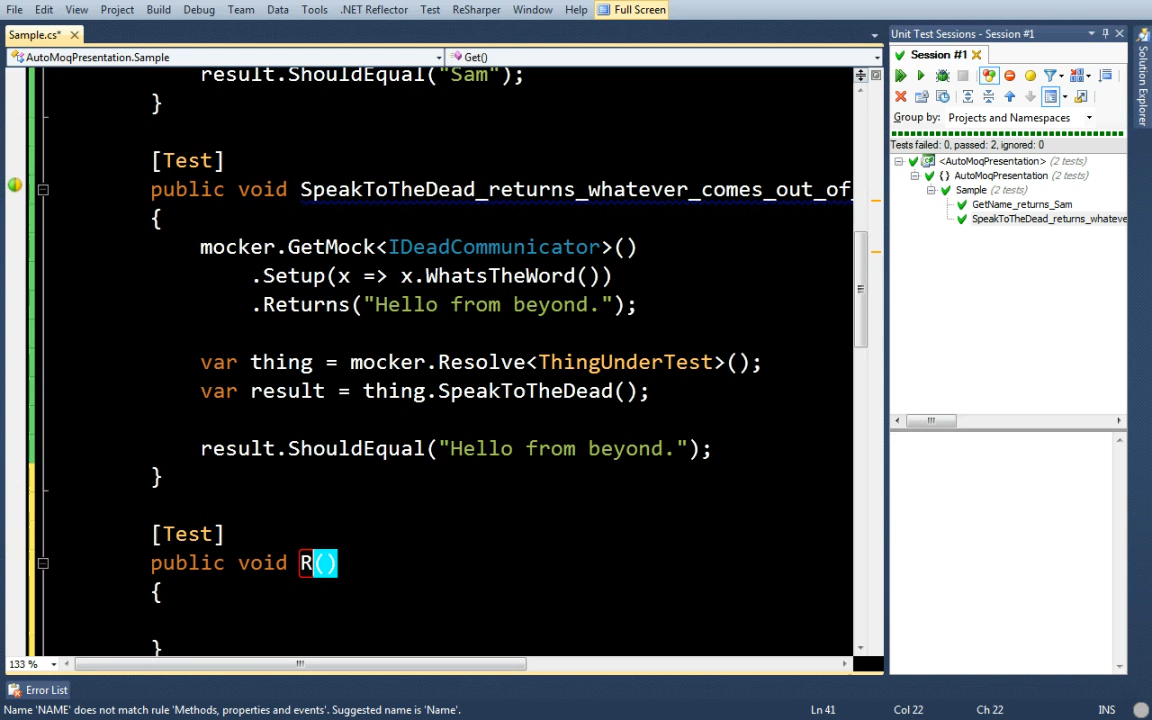 File Edit View Project Build Debug Team Data Tools .NET Reflector Test ReSharper Window Help Full Screen
Sample.cs*
Unit Test Sessions - Session #1
AutoMoqPresentation.Sample Get()
Session #1
Solution Explorer
result.ShouldEqual("Sam");
}
[Test]
public void SpeakToTheDead_returns_whatever_comes_out_of_
{
mocker.GetMock<IDeadCommunicator>()
.Setup(x => x.WhatsTheWord())
.Returns("Hello from beyond.");
var thing = mocker.Resolve<ThingUnderTest>();
var result = thing.SpeakToTheDead();
result.ShouldEqual("Hello from beyond.");
}
[Test]
public void R()
{
}
Group by: Projects and Namespaces
Tests failed: 0, passed: 2, ignored: 0
<AutoMoqPresentation> (2 tests)
{ } AutoMoqPresentation (2 tests)
Sample (2 tests)
GetName_returns_Sam
SpeakToTheDead_returns_whateve
133 %
Error List
Name 'NAME' does not match rule 'Methods, properties and events'. Suggested name is 'Name'. Ln 41 Col 22 Ch 22 INS